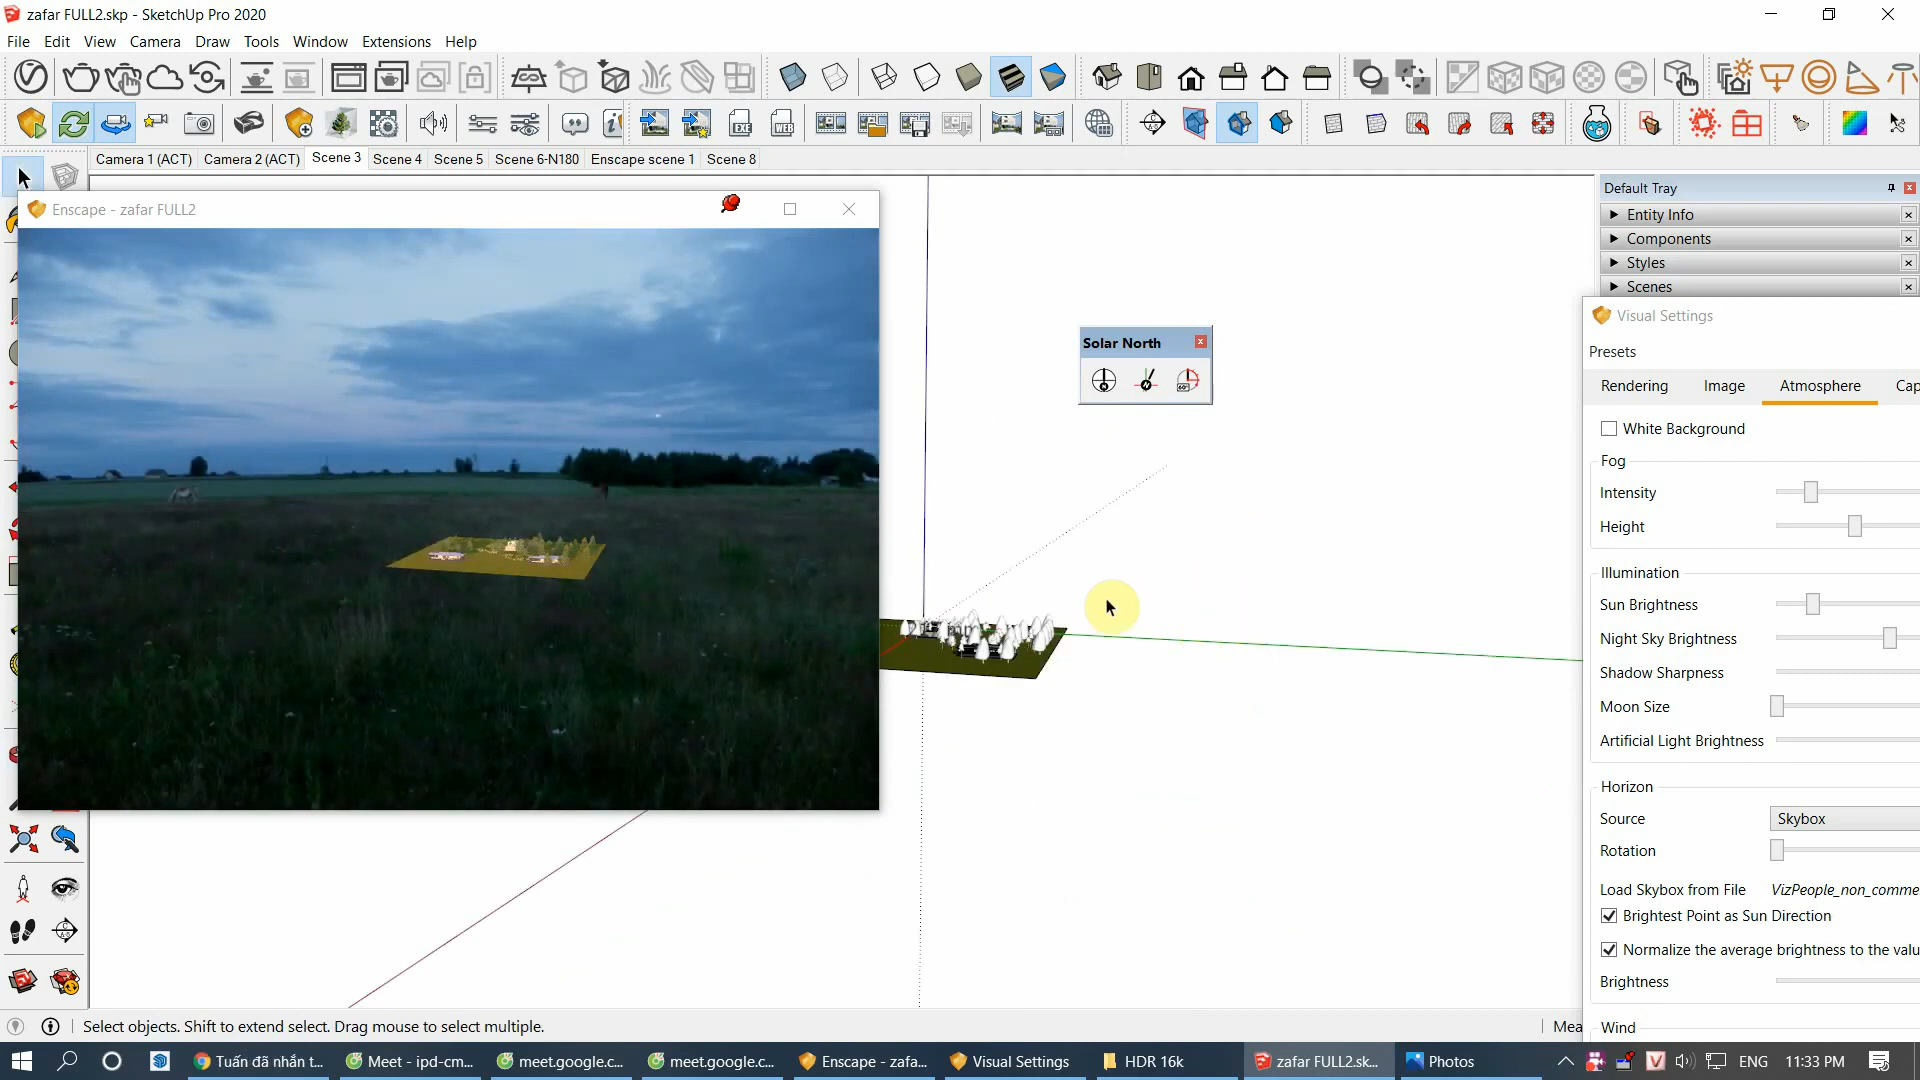 zafar FULL2.skp - SketchUp Pro 2020
File Edit View Camera Draw Tools Window Extensions Help
Camera 1 (ACT) Camera 2 (ACT) Scene 3 Scene 4 Scene 5 Scene 6-N180 Enscape scene 1 Scene 8
Default Tray
Enscape - zafar FULL2
Entity Info
Components
Styles
Scenes
Visual Settings
Solar North
Presets
Rendering Image Atmosphere Cap
White Background
Fog
Intensity
Height
Illumination
Sun Brightness
Night Sky Brightness
Shadow Sharpness
Moon Size
Artificial Light Brightness
Horizon
Source Skybox
Rotation
Load Skybox from File VizPeople_non_comme
Brightest Point as Sun Direction
Normalize the average brightness to the valu
Brightness
Wind
Select objects. Shift to extend select. Drag mouse to select multiple.
Mea
Tuấn đã nhắn t... Meet - ipd-cm... meet.google.c... meet.google.c... Enscape - zafa... Visual Settings HDR 16k zafar FULL2.sk... Photos ENG 11:33 PM